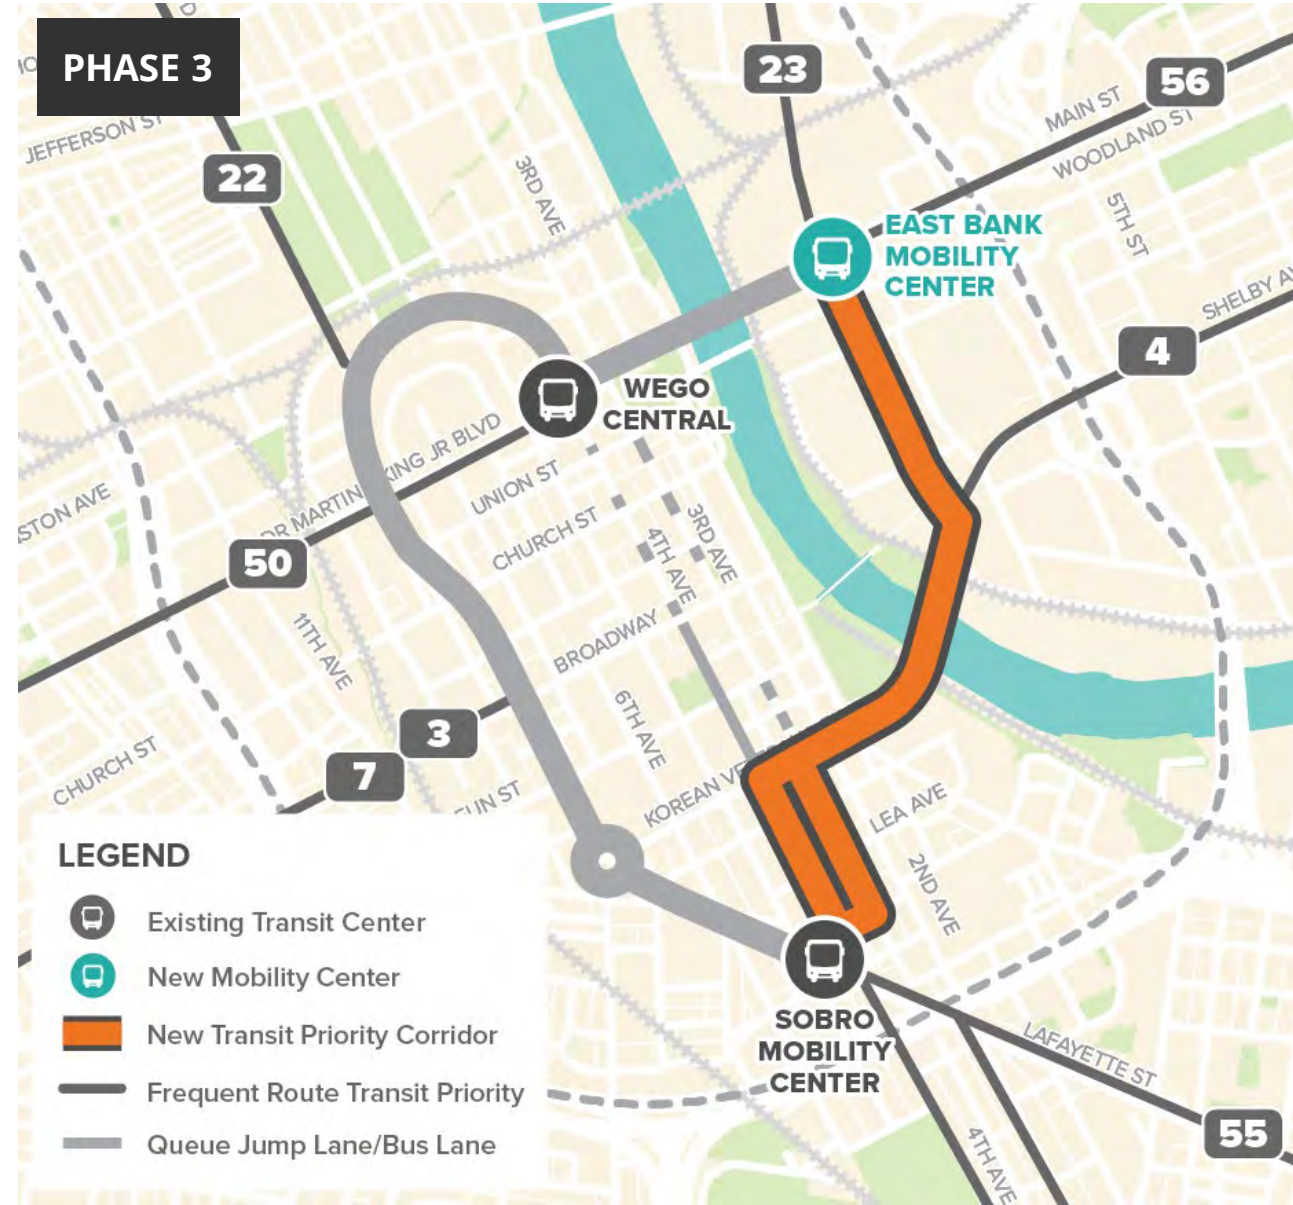 PHASE 3
JEFFERSON ST
22
3RD AVE
23
56
MAIN ST
WOODLAND ST
5TH ST
EAST BANK
MOBILITY
CENTER
SHELBY
4
WEGO
CENTRAL
DR MARTIN
KING JR BLVD
UNION ST
CHURCH ST
4TH AVE
3RD AVE
50
11TH AVE
BROADWAY
6TH AVE
3
7
CHURCH ST
KOREAN
LEA AVE
2ND AVE
LEGEND
Existing Transit Center
New Mobility Center
New Transit Priority Corridor
Frequent Route Transit Priority
Queue Jump Lane/Bus Lane
SOBRO
MOBILITY
CENTER
LAFAYETTE ST
4TH AVE
55